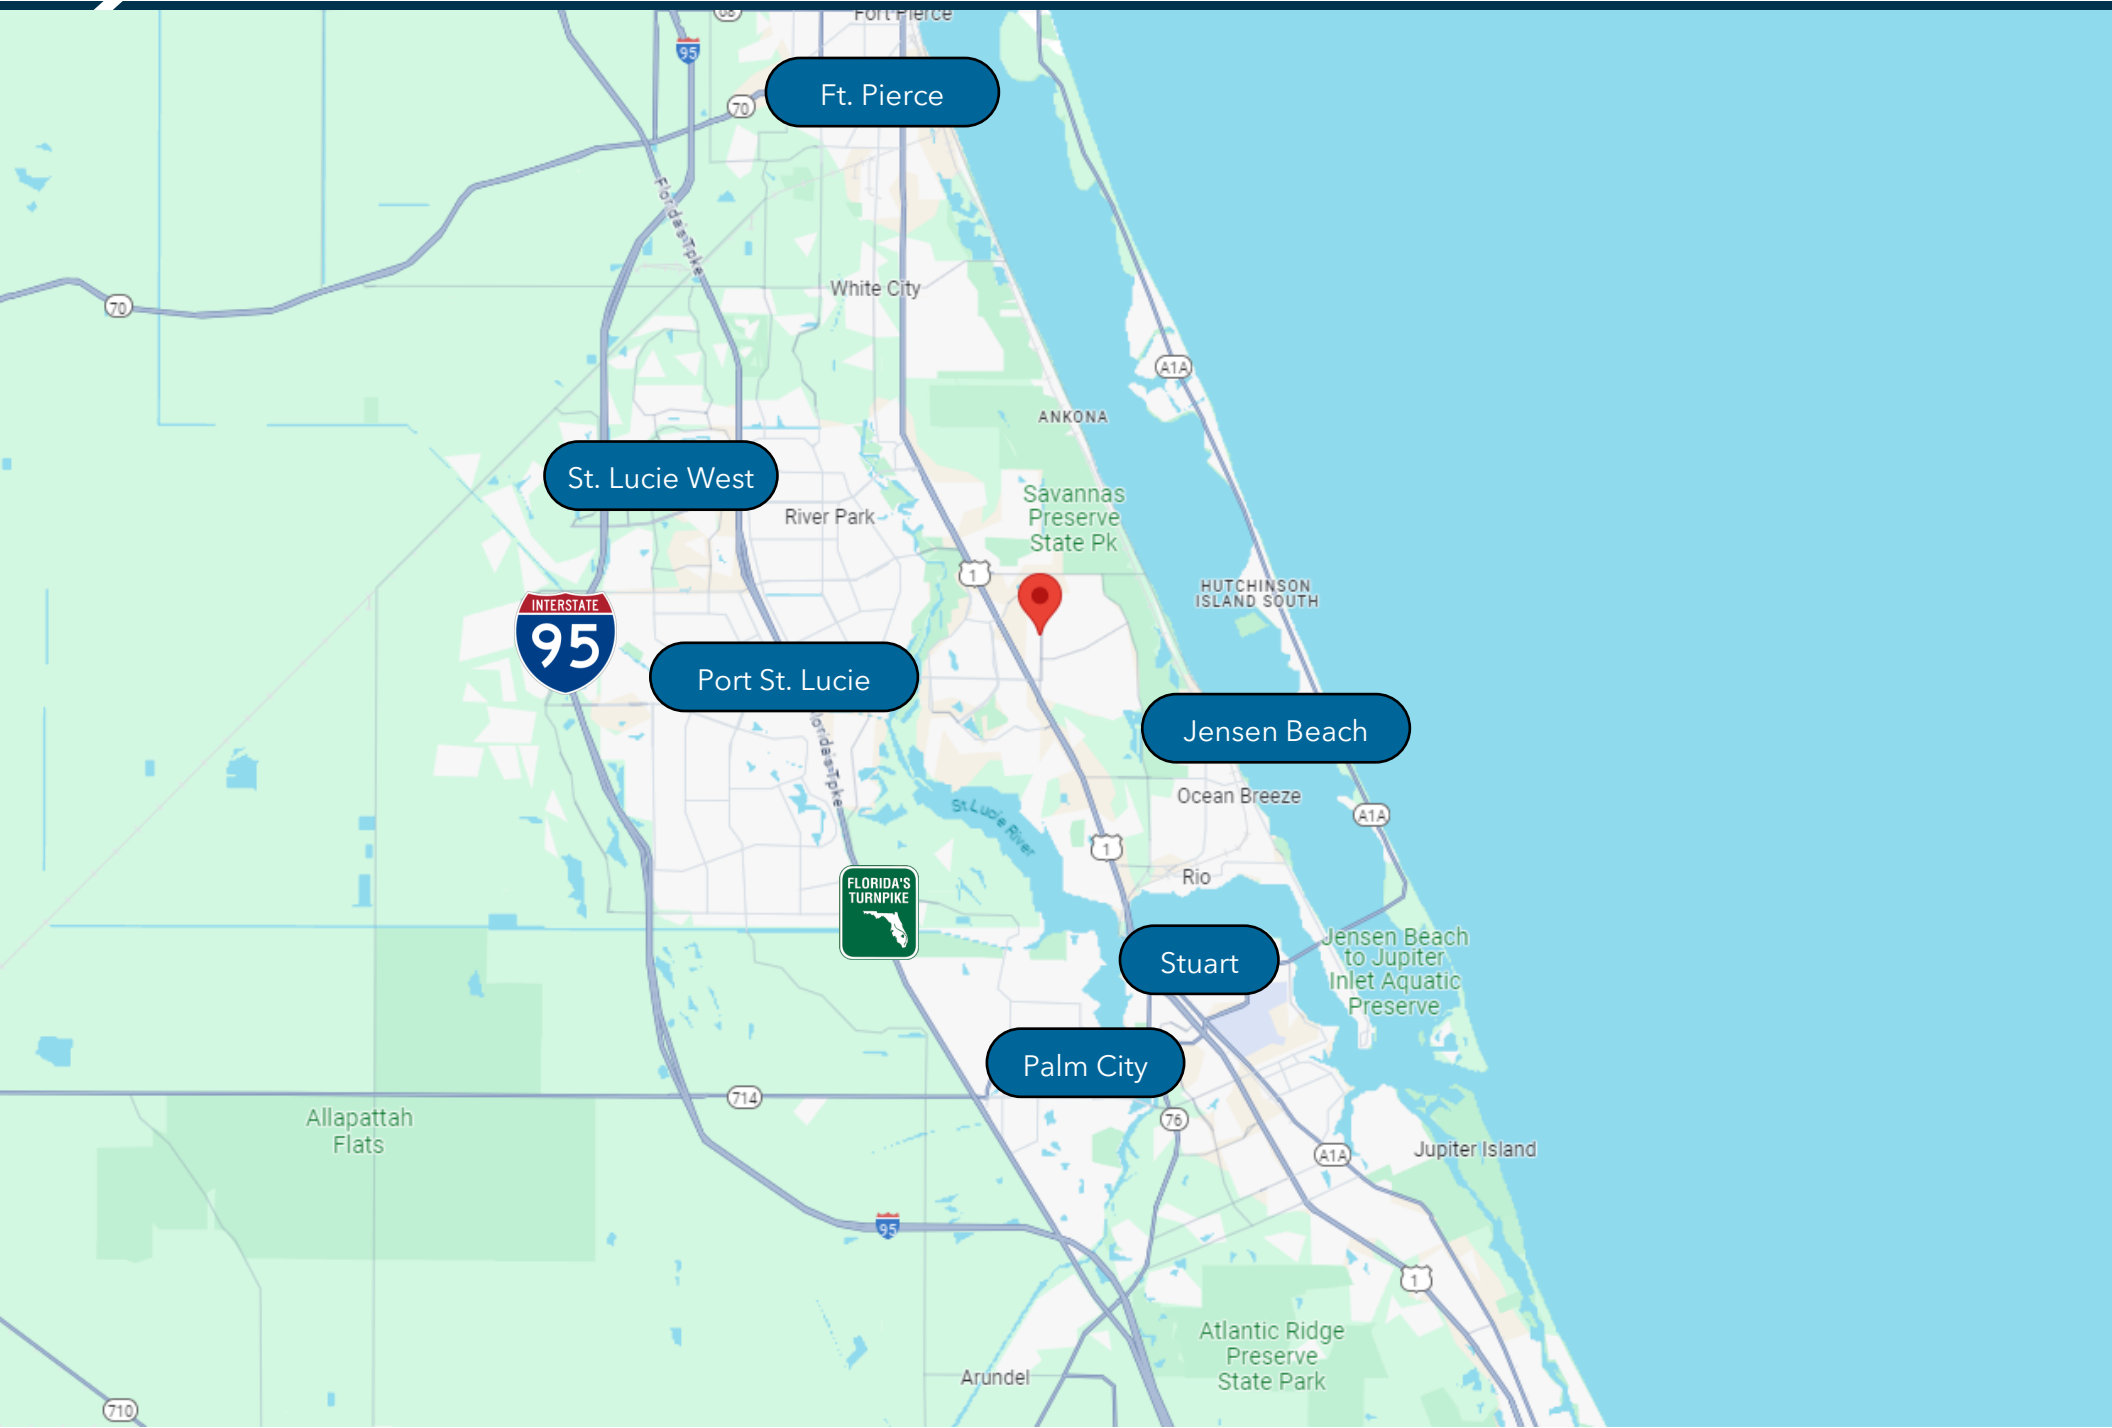 Fort Pierce
68
95
Ft. Pierce
70
Florida's Tpke
White City
70
A1A
ANKONA
St. Lucie West
Savannas
Preserve
State Pk
River Park
1
HUTCHINSON
ISLAND SOUTH
INTERSTATE
95
Port St. Lucie
Jensen Beach
Florida's Tpke
Ocean Breeze
St Lucie River
A1A
1
Rio
FLORIDA'S
TURNPIKE
Stuart
Jensen Beach
to Jupiter
Inlet Aquatic
Preserve
Palm City
714
Allapattah
Flats
76
A1A
Jupiter Island
95
1
Atlantic Ridge
Preserve
State Park
Arundel
710